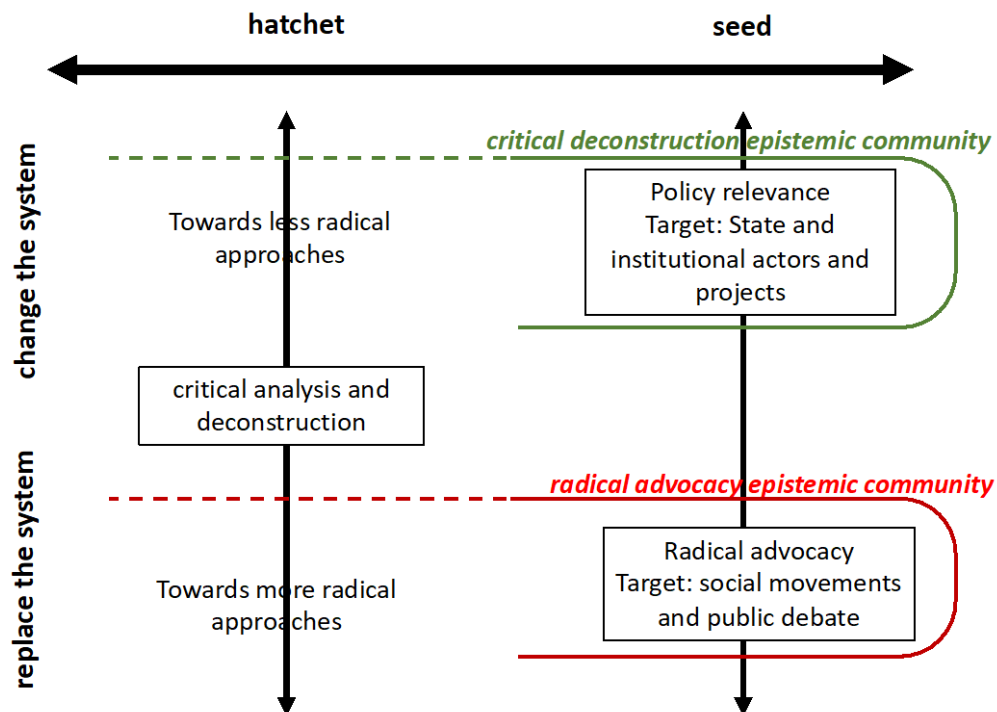 hatchet
seed
change the system
critical deconstruction epistemic community
Towards less radical
approaches
Policy relevance
Target: State and
institutional actors and
projects
critical analysis and
deconstruction
replace the system
radical advocacy epistemic community
Towards more radical
approaches
Radical advocacy
Target: social movements
and public debate